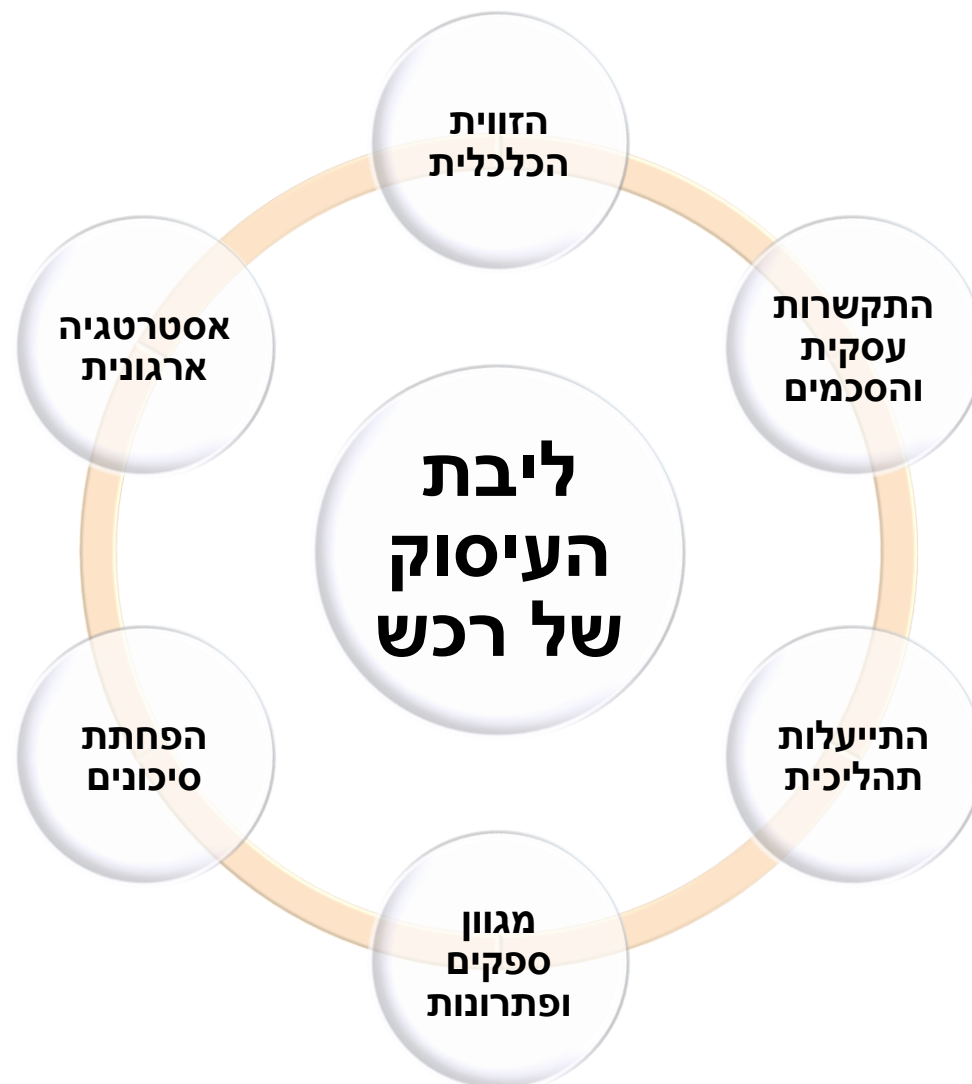 הזווית
הכלכלית
התקשרות
עסקית
והסכמים
אסטרטגיה
ארגונית
ליבת
העיסוק
של רכש
התייעלות
תהליכית
הפחתת
סיכונים
מגוון
ספקים
ופתרונות